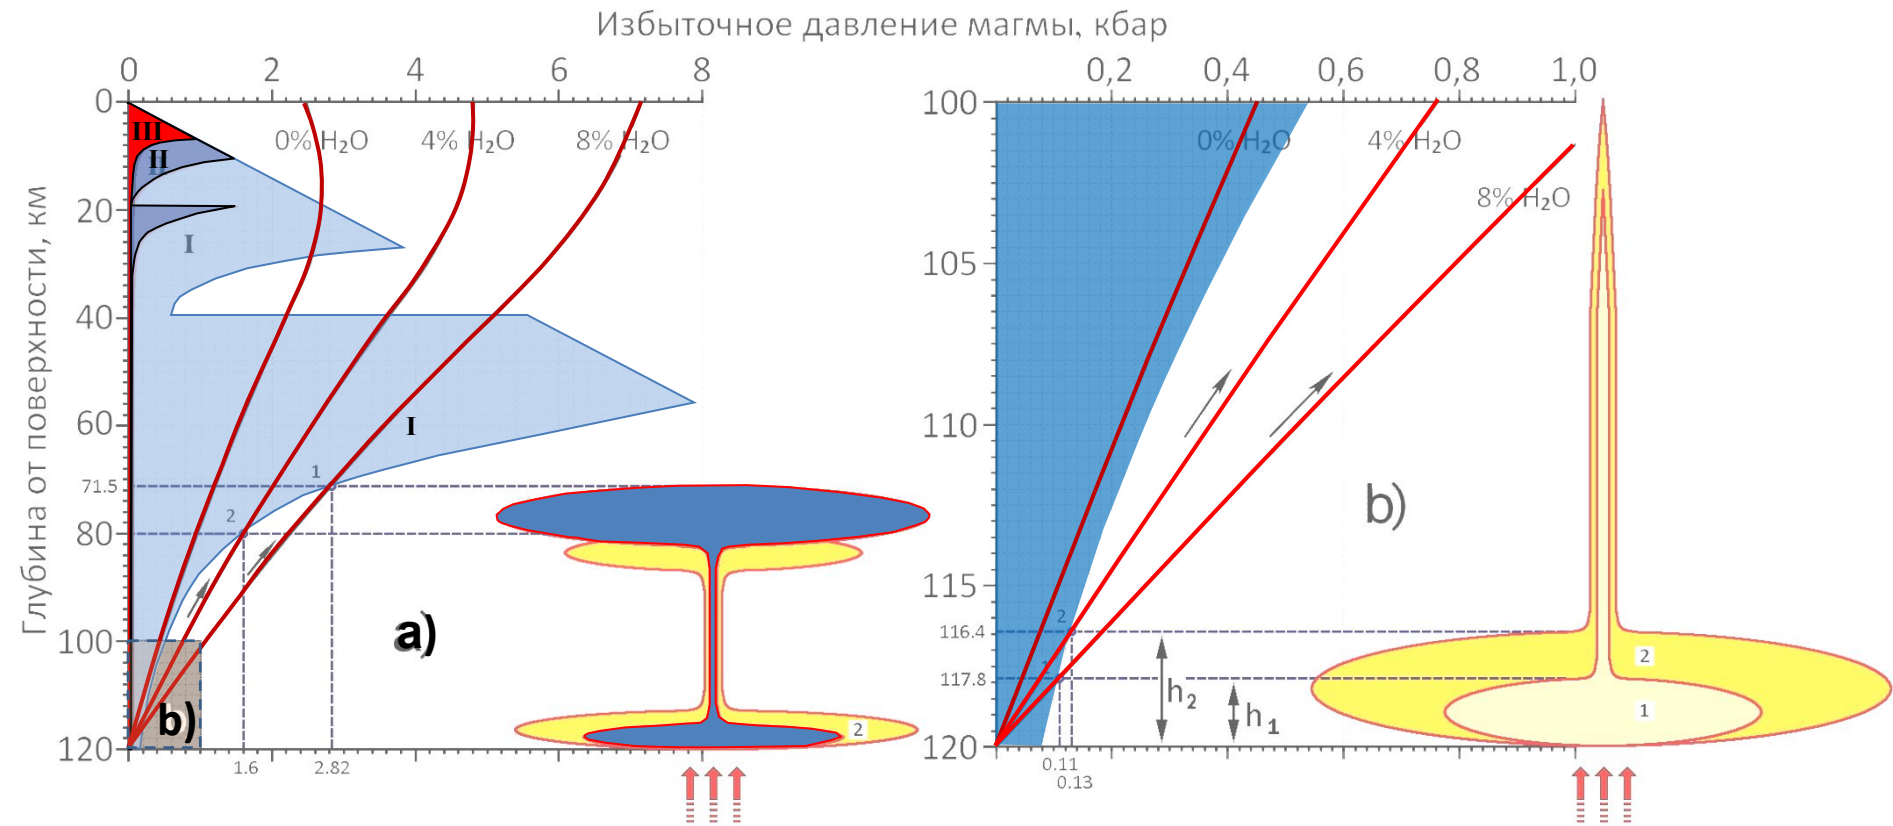 Избыточное давление магмы, кбар
0 2 4 6 8
0,2 0,4 0,6 0,8 1,0
Глубина от поверхности, км
0
20
40
60
71.5
80
100
120
III
II
I
I
0% H₂O 4% H₂O 8% H₂O
1
2
a)
b)
2
1.6 2.82
100
105
110
115
116.4
117.8
120
0% H₂O 4% H₂O
8% H₂O
b)
2
1
h₂
h₁
2
1
0.11
0.13